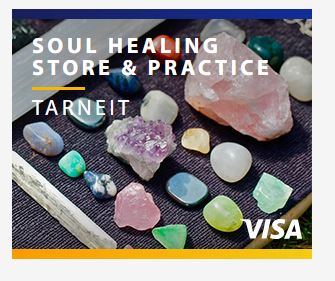 SOUL HEALING
STORE & PRACTICE
TARNEIT
VISA